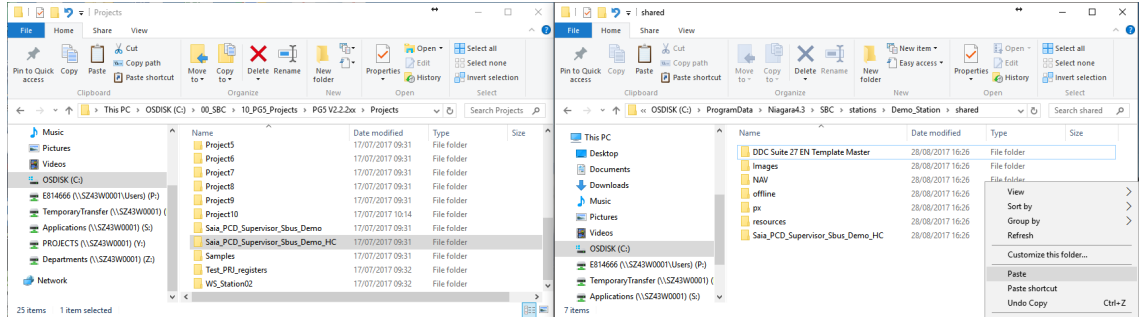 Projects
File Home Share View
Pin to Quick access Copy Paste Cut Copy path Paste shortcut Move to Copy to Delete Rename New folder Properties Open Edit History Select all Select none Invert selection
Clipboard Organize New Open Select
This PC > OSDISK (C:) > 00_SBC > 10_PG5_Projects > PG5 V2.2.2xx > Projects Search Projects
Music
Pictures
Videos
OSDISK (C:)
E814666 (\\SZ43W0001\Users) (P:)
TemporaryTransfer (\\SZ43W0001) (
Applications (\\SZ43W0001) (S:)
PROJECTS (\\SZ43W0001) (Y:)
Departments (\\SZ43W0001) (Z:)
Network
Name Date modified Type Size
Project5 17/07/2017 09:31 File folder
Project6 17/07/2017 09:31 File folder
Project7 17/07/2017 09:31 File folder
Project8 17/07/2017 09:31 File folder
Project9 17/07/2017 09:31 File folder
Project10 17/07/2017 10:14 File folder
Saia_PCD_Supervisor_Sbus_Demo 17/07/2017 09:31 File folder
Saia_PCD_Supervisor_Sbus_Demo_HC 17/07/2017 09:31 File folder
Samples 17/07/2017 09:31 File folder
Test_PRJ_registers 17/07/2017 09:32 File folder
WS_Station02 17/07/2017 09:32 File folder
25 items 1 item selected
shared
File Home Share View
Pin to Quick access Copy Paste Cut Copy path Paste shortcut Move to Copy to Delete Rename New folder New item Easy access Properties Open Edit History Select all Select none Invert selection
Clipboard Organize New Open Select
« OSDISK (C:) > ProgramData > Niagara4.3 > SBC > stations > Demo_Station > shared Search shared
This PC
Desktop
Documents
Downloads
Music
Pictures
Videos
OSDISK (C:)
E814666 (\\SZ43W0001\Users) (P:)
TemporaryTransfer (\\SZ43W0001) (
Applications (\\SZ43W0001) (S:)
Name Date modified Type Size
DDC Suite 27 EN Template Master 28/08/2017 16:26 File folder
Images 28/08/2017 16:26 File folder
NAV 28/08/2017 16:26
offline 28/08/2017 16:26
px 28/08/2017 16:26
resources 28/08/2017 16:26
Saia_PCD_Supervisor_Sbus_Demo_HC 28/08/2017 16:26
7 items
View
Sort by
Group by
Refresh
Customize this folder...
Paste
Paste shortcut
Undo Copy Ctrl+Z